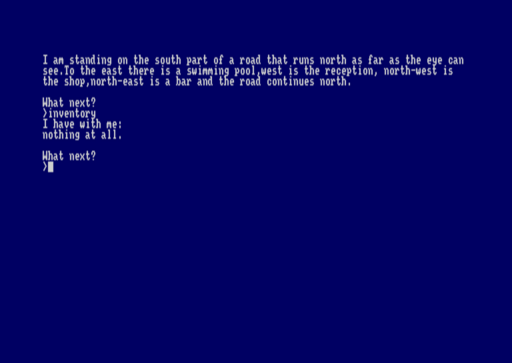 I am standing on the south part of a road that runs north as far as the eye can
see.To the east there is a swimming pool,west is the reception, north-west is
the shop,north-east is a bar and the road continues north.
What next?
>inventory
I have with me:
nothing at all.
What next?
>